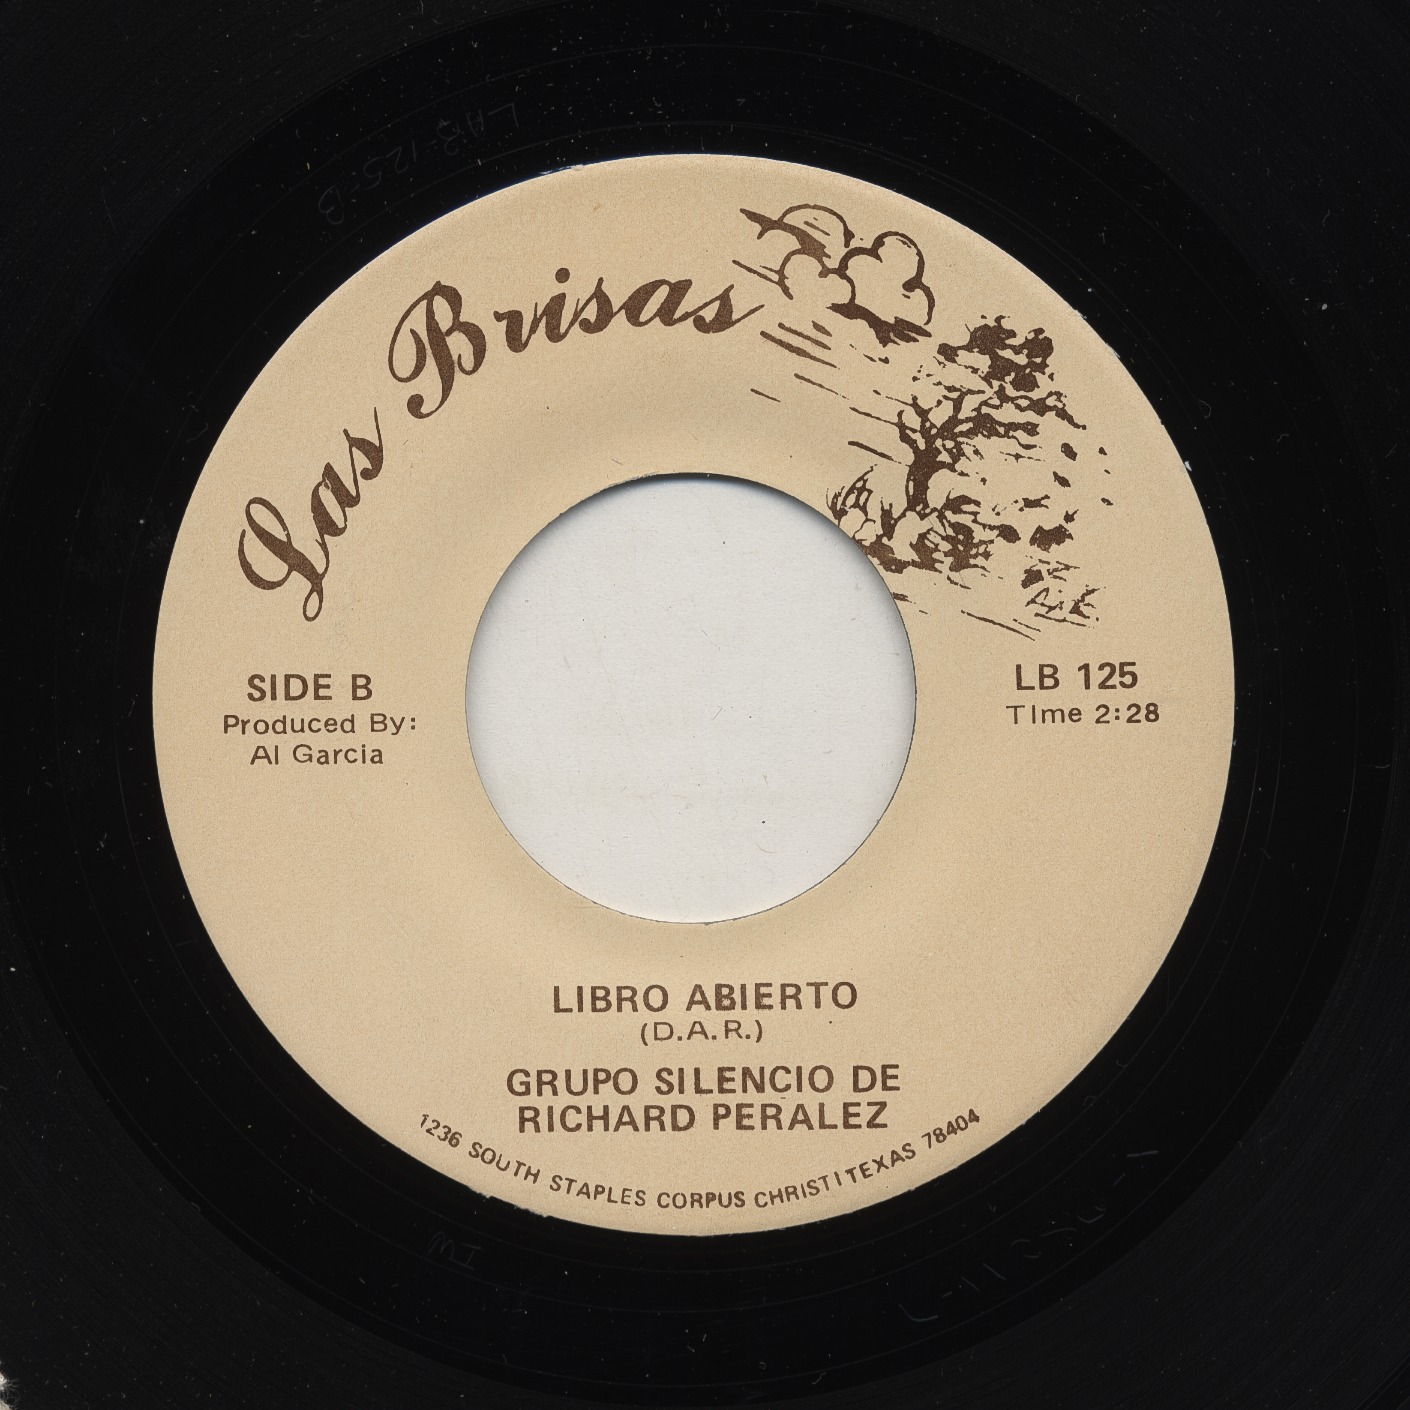 Las Brisas
SIDE B
Produced By:
Al Garcia
LB 125
TIme 2:28
LIBRO ABIERTO
(D.A.R.)
GRUPO SILENCIO DE
RICHARD PERALEZ
1236 SOUTH STAPLES CORPUS CHRISTI TEXAS 78404